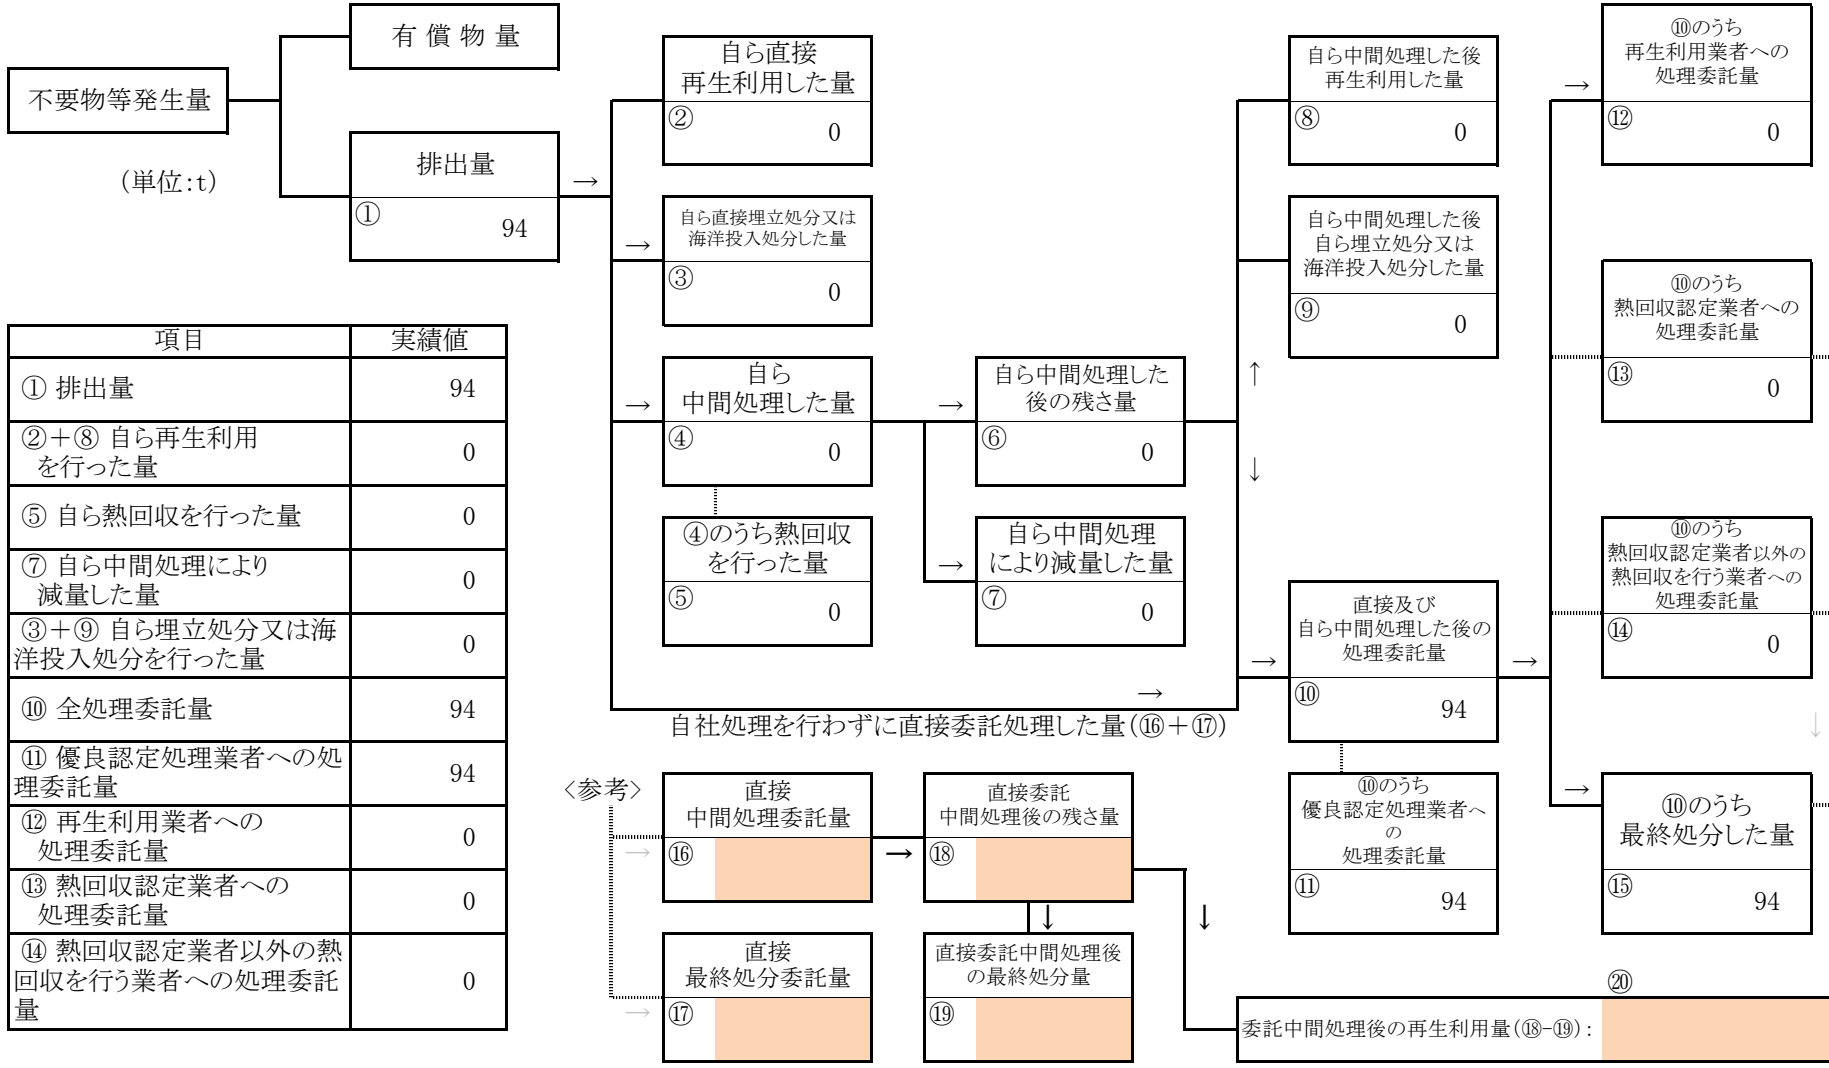 有 償 物 量
不要物等発生量
(単位:t)
排出量
①
94
→
自ら直接
再生利用した量
②
0
→
自ら直接埋立処分又は
海洋投入処分した量
③
0
→
自ら
中間処理した量
④
0
④のうち熱回収
を行った量
⑤
0
→
自ら中間処理した
後の残さ量
⑥
0
→
自ら中間処理
により減量した量
⑦
0
自ら中間処理した後
再生利用した量
⑧
0
自ら中間処理した後
自ら埋立処分又は
海洋投入処分した量
⑨
0
↑
↓
→
直接及び
自ら中間処理した後の
処理委託量
⑩
94
→
→
自社処理を行わずに直接委託処理した量(⑯+⑰)
⑩のうち
優良認定処理業者へ
の
処理委託量
⑪
94
→
⑩のうち
再生利用業者への
処理委託量
⑫
0
⑩のうち
熱回収認定業者への
処理委託量
⑬
0
⑩のうち
熱回収認定業者以外の
熱回収を行う業者への
処理委託量
⑭
0
↓
→
⑩のうち
最終処分した量
⑮
94
項目 実績値
① 排出量 94
②+⑧ 自ら再生利用
を行った量 0
⑤ 自ら熱回収を行った量 0
⑦ 自ら中間処理により
減量した量 0
③+⑨ 自ら埋立処分又は海
洋投入処分を行った量 0
⑩ 全処理委託量 94
⑪ 優良認定処理業者への処
理委託量 94
⑫ 再生利用業者への
処理委託量 0
⑬ 熱回収認定業者への
処理委託量 0
⑭ 熱回収認定業者以外の熱
回収を行う業者への処理委託
量 0
〈参考〉
→
直接
中間処理委託量
⑯
→
直接委託
中間処理後の残さ量
⑱
↓
↓
→
直接
最終処分委託量
⑰
直接委託中間処理後
の最終処分量
⑲
⑳
委託中間処理後の再生利用量(⑱-⑲):